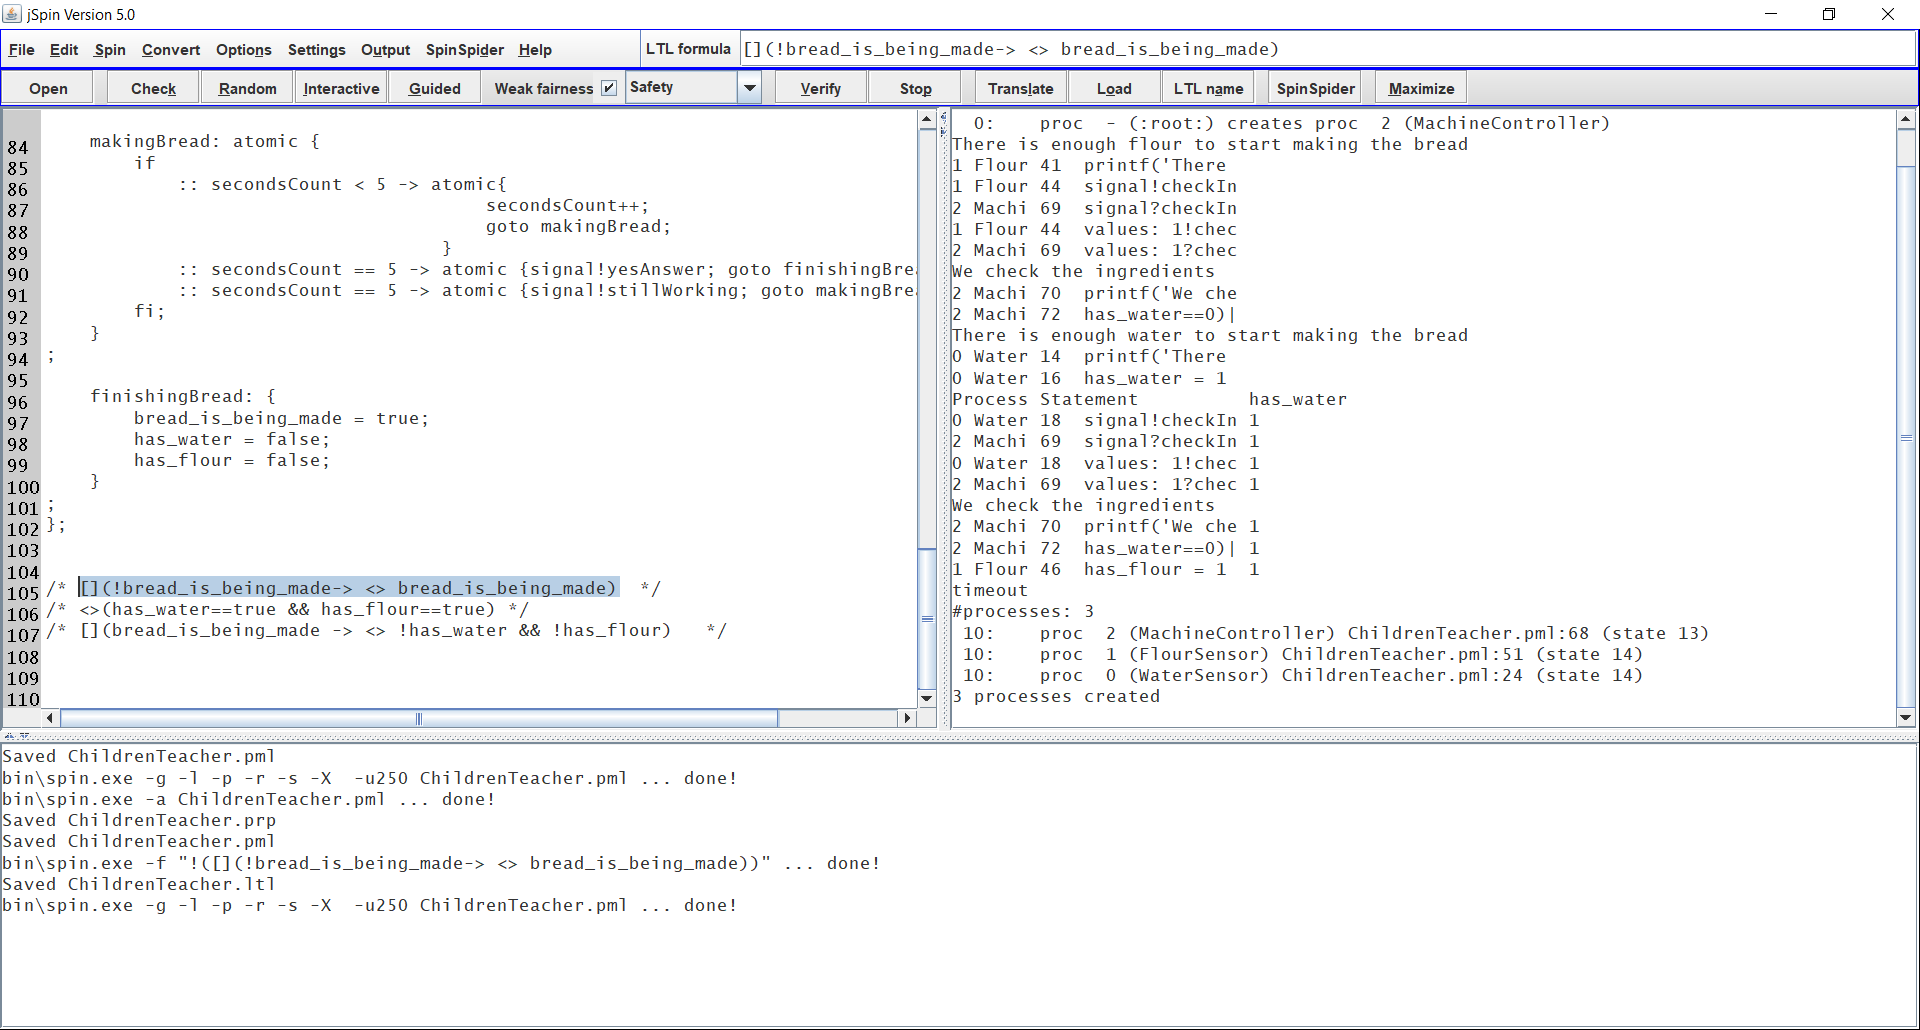 jSpin Version 5.0
File Edit Spin Convert Options Settings Output SpinSpider Help LTL formula [](!bread_is_being_made-> <> bread_is_being_made)
Open Check Random Interactive Guided Weak fairness Safety Verify Stop Translate Load LTL name SpinSpider Maximize
84 makingBread: atomic {
85 if
86 :: secondsCount < 5 -> atomic{
87 secondsCount++;
88 goto makingBread;
89 }
90 :: secondsCount == 5 -> atomic {signal!yesAnswer; goto finishingBre
91 :: secondsCount == 5 -> atomic {signal!stillWorking; goto makingBre
92 fi;
93 }
94 ;
95
96 finishingBread: {
97 bread_is_being_made = true;
98 has_water = false;
99 has_flour = false;
100 }
101 ;
102 };
103
104
105 /* [](!bread_is_being_made-> <> bread_is_being_made) */
106 /* <>(has_water==true && has_flour==true) */
107 /* [](bread_is_being_made -> <> !has_water && !has_flour) */
108
109
110
0: proc - (:root:) creates proc 2 (MachineController)
There is enough flour to start making the bread
1 Flour 41 printf('There
1 Flour 44 signal!checkIn
2 Machi 69 signal?checkIn
1 Flour 44 values: 1!chec
2 Machi 69 values: 1?chec
We check the ingredients
2 Machi 70 printf('We che
2 Machi 72 has_water==0)|
There is enough water to start making the bread
0 Water 14 printf('There
0 Water 16 has_water = 1
Process Statement has_water
0 Water 18 signal!checkIn 1
2 Machi 69 signal?checkIn 1
0 Water 18 values: 1!chec 1
2 Machi 69 values: 1?chec 1
We check the ingredients
2 Machi 70 printf('We che 1
2 Machi 72 has_water==0)| 1
1 Flour 46 has_flour = 1 1
timeout
#processes: 3
10: proc 2 (MachineController) ChildrenTeacher.pml:68 (state 13)
10: proc 1 (FlourSensor) ChildrenTeacher.pml:51 (state 14)
10: proc 0 (WaterSensor) ChildrenTeacher.pml:24 (state 14)
3 processes created
Saved ChildrenTeacher.pml
bin\spin.exe -g -l -p -r -s -X -u250 ChildrenTeacher.pml ... done!
bin\spin.exe -a ChildrenTeacher.pml ... done!
Saved ChildrenTeacher.prp
Saved ChildrenTeacher.pml
bin\spin.exe -f "!([](!bread_is_being_made-> <> bread_is_being_made))" ... done!
Saved ChildrenTeacher.ltl
bin\spin.exe -g -l -p -r -s -X -u250 ChildrenTeacher.pml ... done!